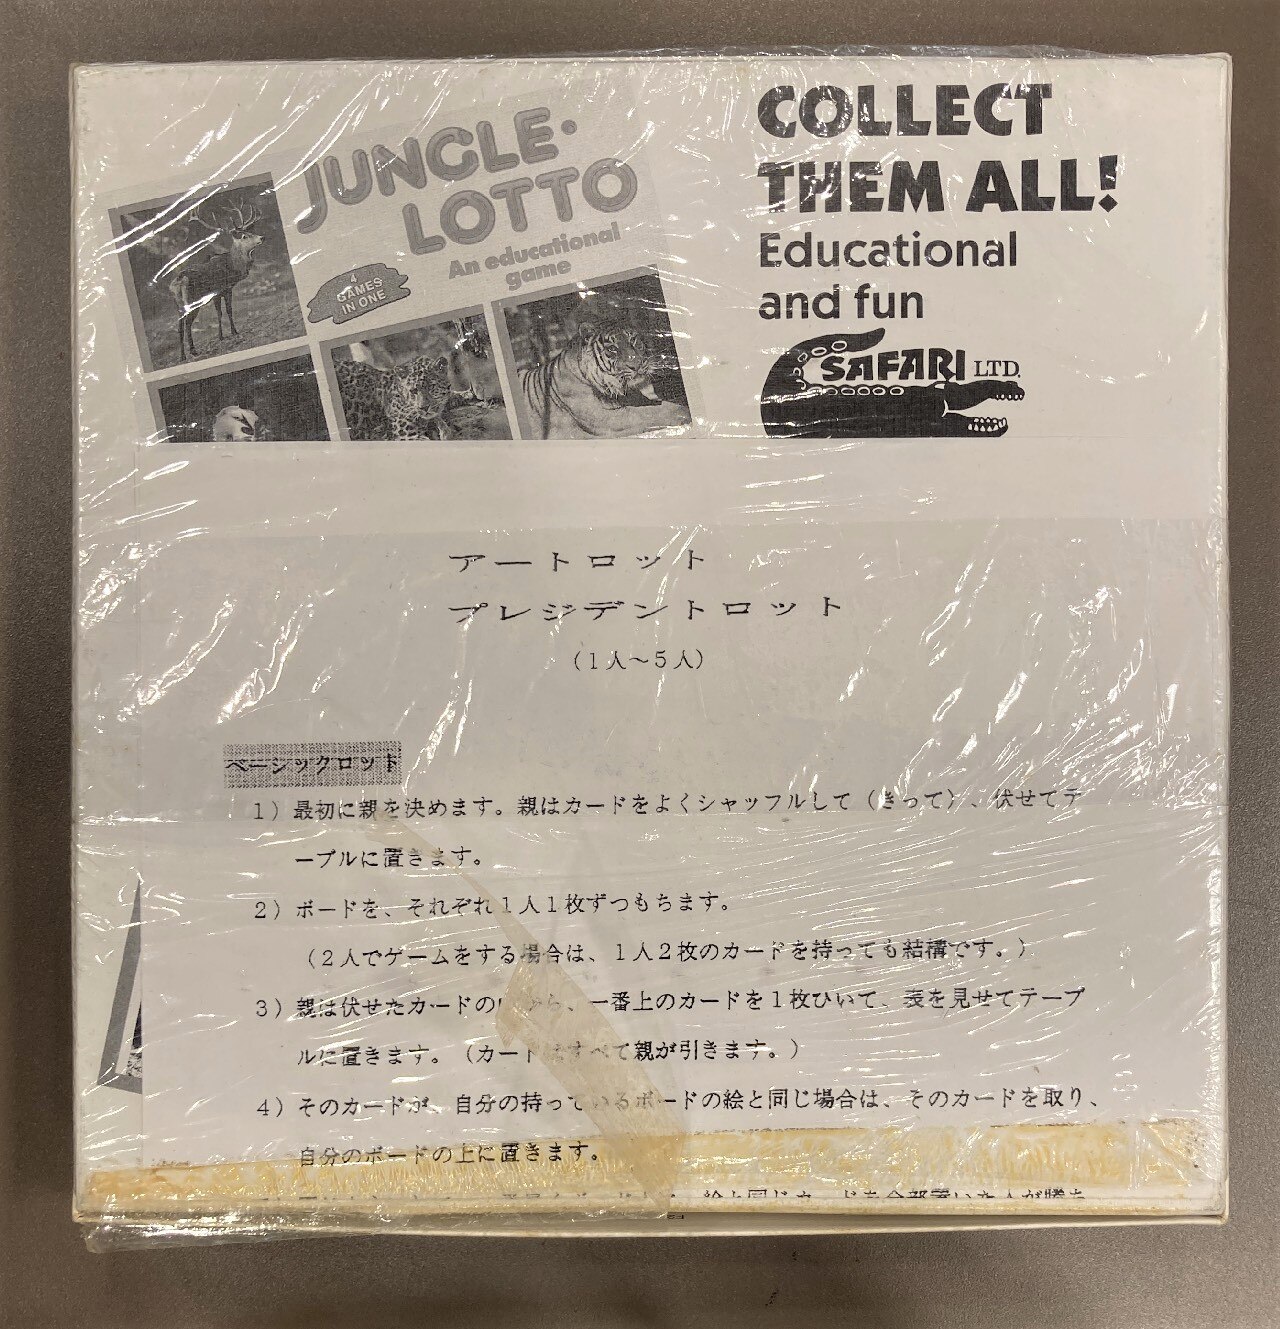 JUNGLE·
LOTTO
An educational
game
4
GAMES
IN ONE
COLLECT
THEM ALL!
Educational
and fun
SAFARI LTD.
アートロット
プレジデントロット
（１人～５人）
ベーシックロット
１）最初に親を決めます。親はカードをよくシャッフルして（きって）、伏せてテ
ーブルに置きます。
２）ボードを、それぞれ１人１枚ずつもちます。
（２人でゲームをする場合は、１人２枚のカードを持っても結構です。）
３）親は伏せたカードの から、一番上のカードを１枚ひいて、表を見せてテーブ
ルに置きます。（カードはすべて親が引きます。）
４）そのカードが、自分の持っているボードの絵と同じ場合は、そのカードを取り、
自分のボードの上に置きます。